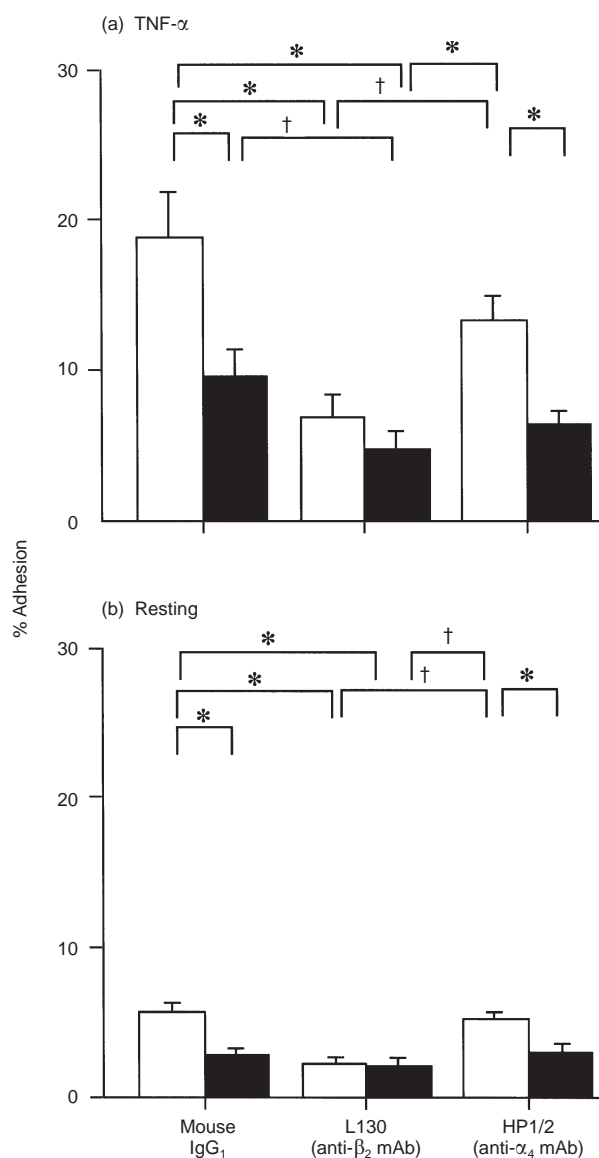 (a) TNF-α
*
*
30
*
†
*
†
*
20
10
0
% Adhesion
(b) Resting
30
*
†
*
†
*
*
20
10
0
Mouse
IgG₁
L130
(anti-β₂ mAb)
HP1/2
(anti-α₄ mAb)